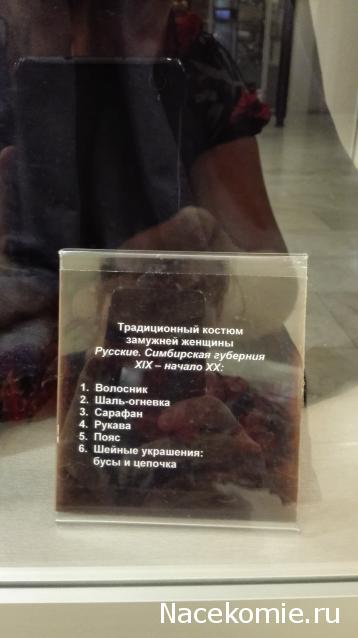 Традиционный костюм
замужней женщины
Русские. Симбирская губерния
XIX – начало XX:
1. Волосник
2. Шаль-огневка
3. Сарафан
4. Рукава
5. Пояс
6. Шейные украшения:
бусы и цепочка
Nacekomie.ru